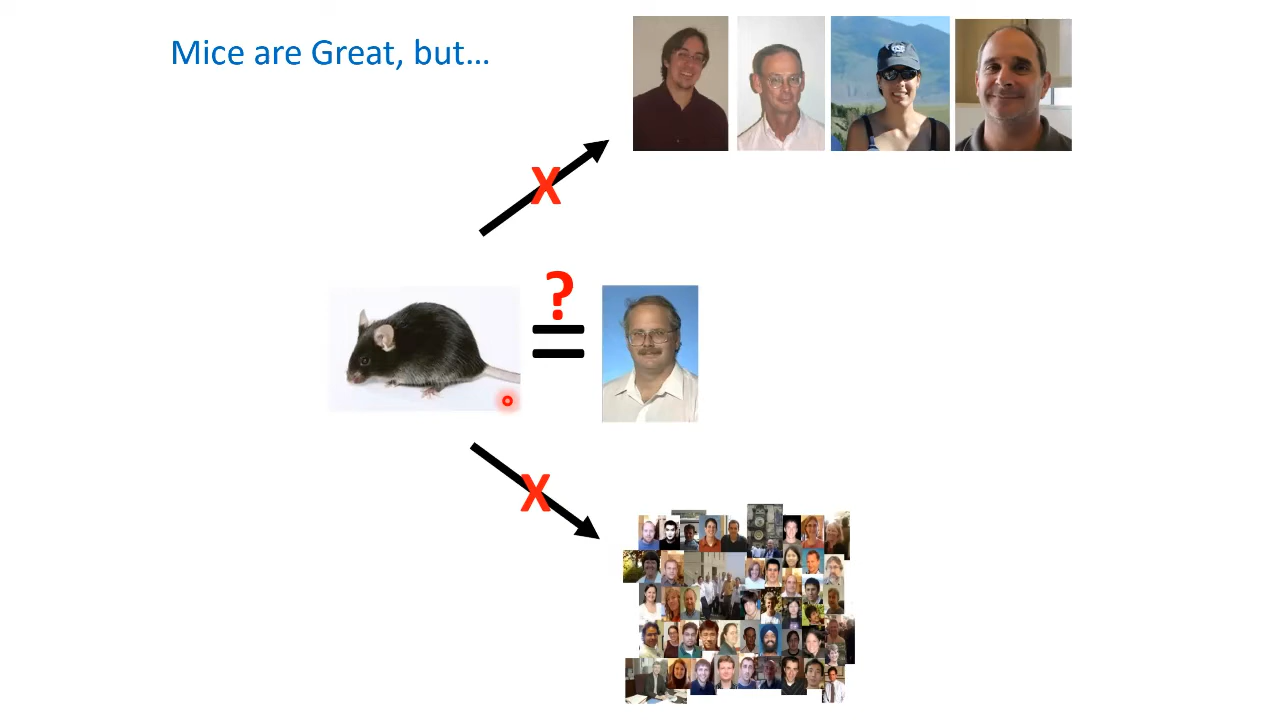 Mice are Great, but…
X
?
=
X